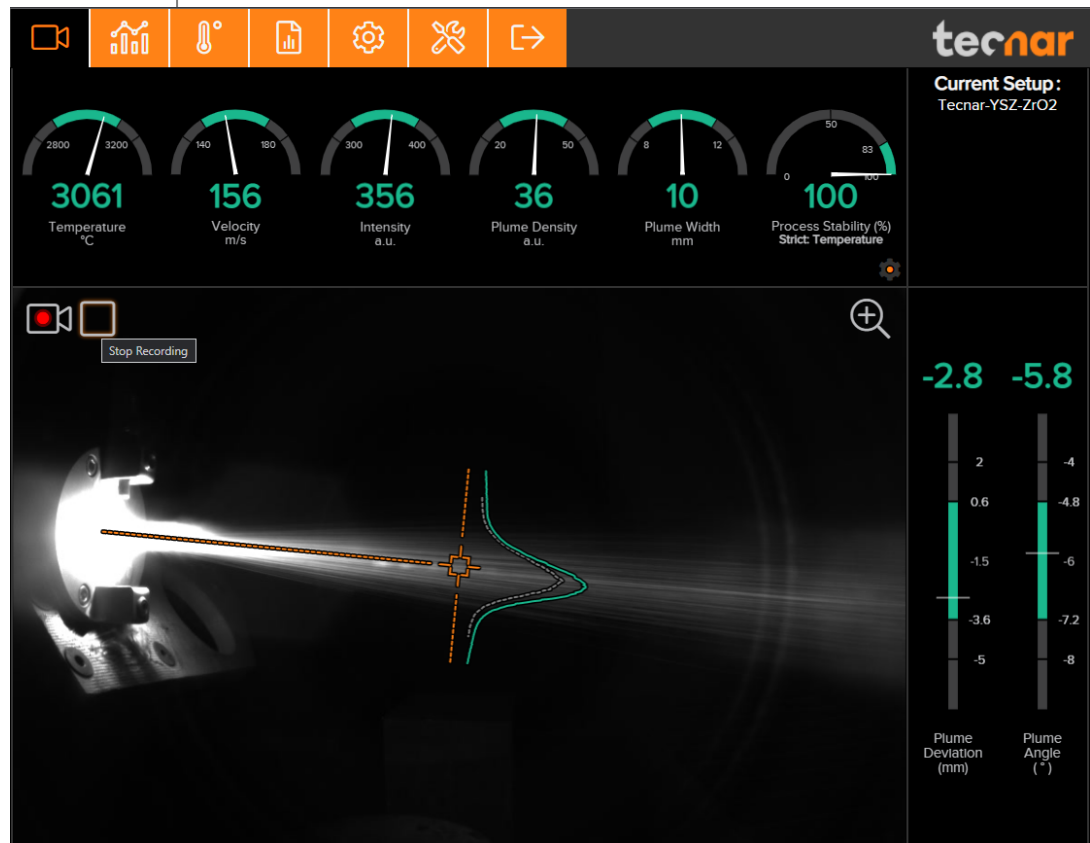 tecnar
Current Setup :
Tecnar-YSZ-ZrO2
2800 3200
3061
Temperature
°C
140 180
156
Velocity
m/s
300 400
356
Intensity
a.u.
20 50
36
Plume Density
a.u.
8 12
10
Plume Width
mm
50
83
0 100
100
Process Stability (%)
Strict: Temperature
Stop Recording
-2.8 -5.8
2 -4
0.6 -4.8
-1.5 -6
-3.6 -7.2
-5 -8
Plume Plume
Deviation Angle
(mm) (°)